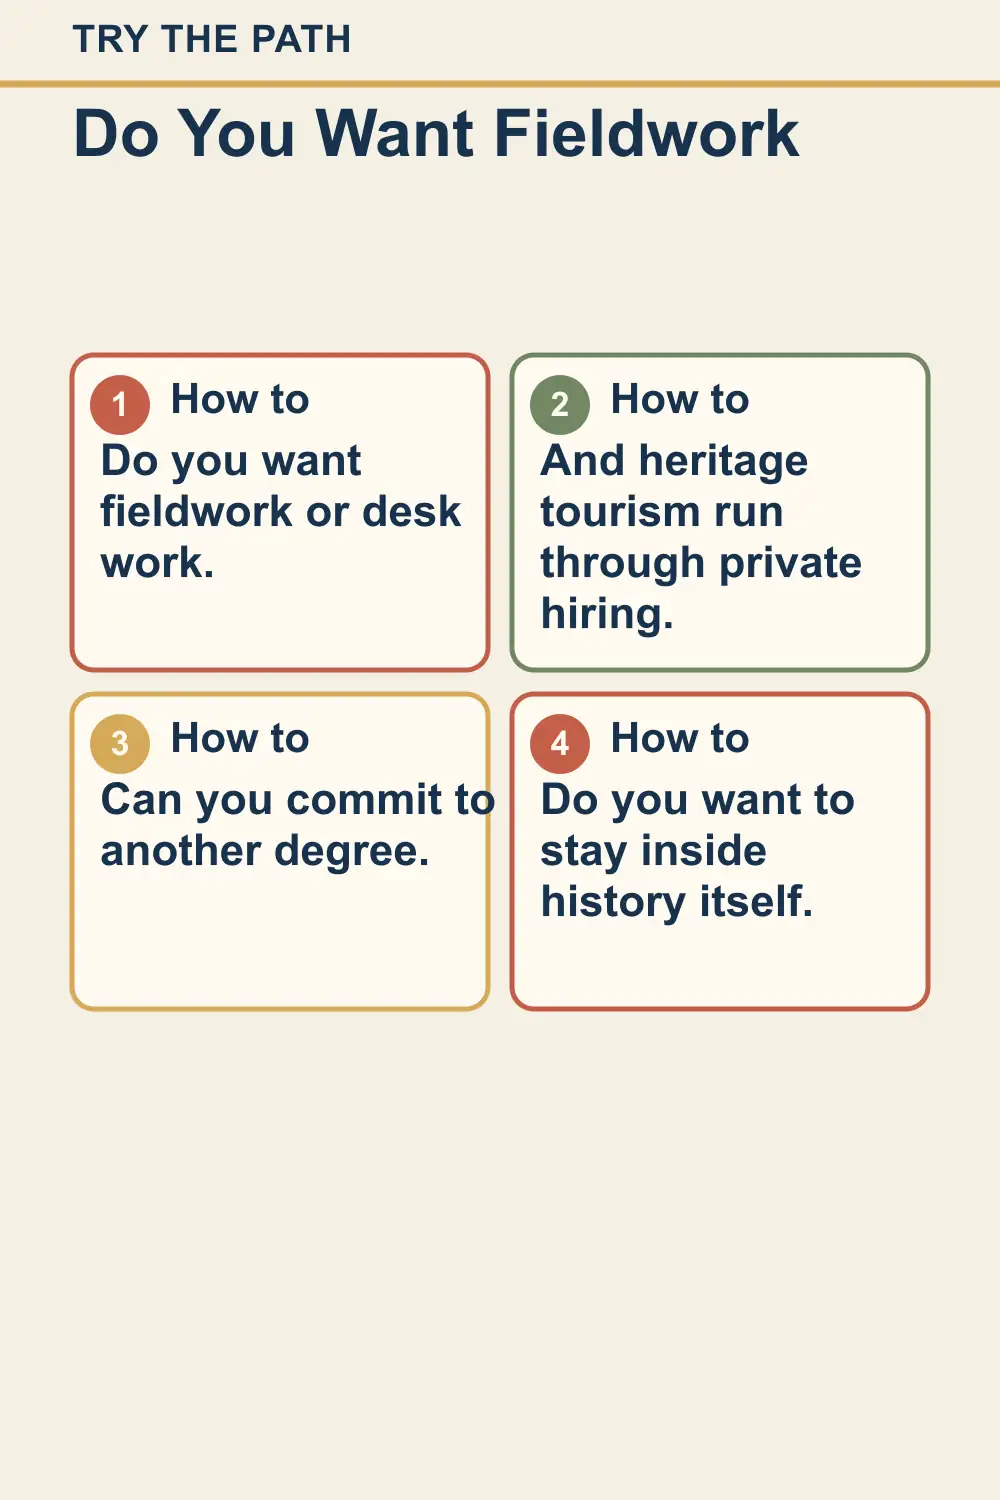 TRY THE PATH
Do You Want Fieldwork
1 How to
Do you want
fieldwork or desk
work.
2 How to
And heritage
tourism run
through private
hiring.
3 How to
Can you commit to
another degree.
4 How to
Do you want to
stay inside
history itself.